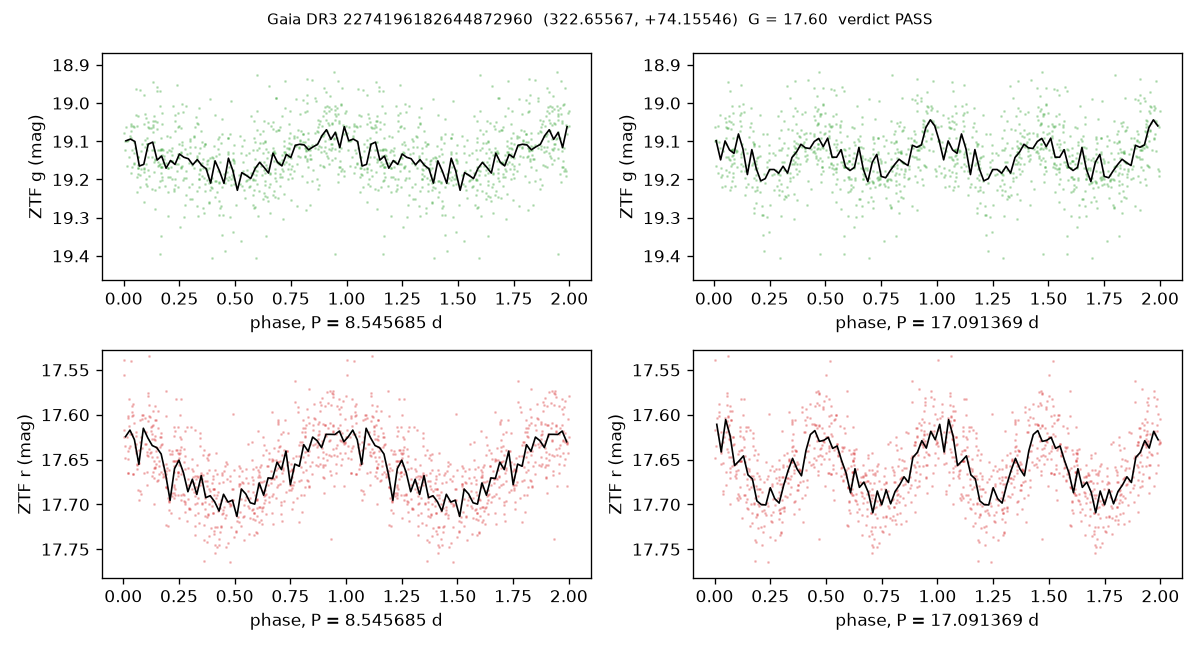 Gaia DR3 2274196182644872960 (322.65567, +74.15546) G = 17.60 verdict PASS
18.9
19.0
19.1
19.2
19.3
19.4
ZTF g (mag)
0.00 0.25 0.50 0.75 1.00 1.25 1.50 1.75 2.00
phase, P = 8.545685 d
18.9
19.0
19.1
19.2
19.3
19.4
ZTF g (mag)
0.00 0.25 0.50 0.75 1.00 1.25 1.50 1.75 2.00
phase, P = 17.091369 d
17.55
17.60
17.65
17.70
17.75
ZTF r (mag)
0.00 0.25 0.50 0.75 1.00 1.25 1.50 1.75 2.00
phase, P = 8.545685 d
17.55
17.60
17.65
17.70
17.75
ZTF r (mag)
0.00 0.25 0.50 0.75 1.00 1.25 1.50 1.75 2.00
phase, P = 17.091369 d